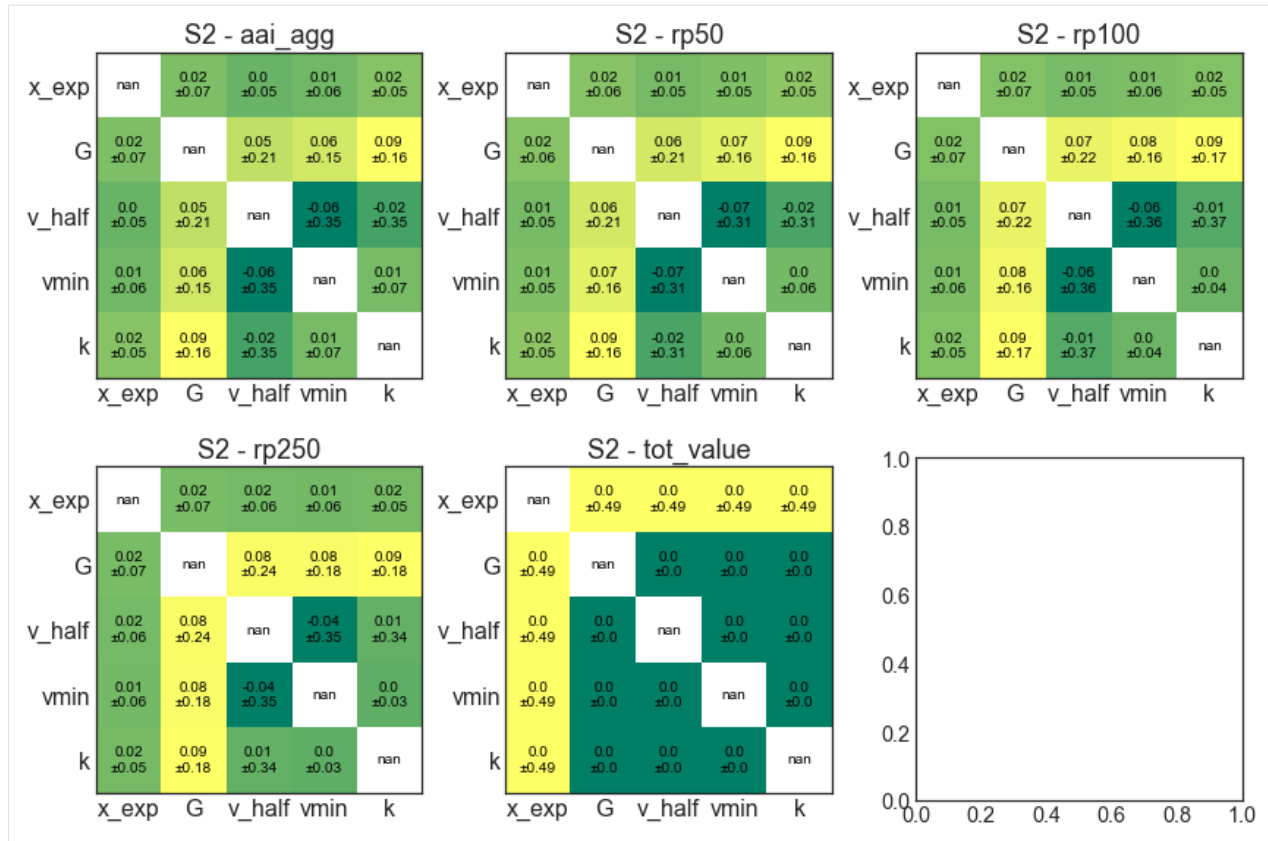 S2 - aai_agg
x_exp nan 0.02 ±0.07 0.0 ±0.05 0.01 ±0.06 0.02 ±0.05
G 0.02 ±0.07 nan 0.05 ±0.21 0.06 ±0.15 0.09 ±0.16
v_half 0.0 ±0.05 0.05 ±0.21 nan -0.06 ±0.35 -0.02 ±0.35
vmin 0.01 ±0.06 0.06 ±0.15 -0.06 ±0.35 nan 0.01 ±0.07
k 0.02 ±0.05 0.09 ±0.16 -0.02 ±0.35 0.01 ±0.07 nan
x_exp G v_half vmin k
S2 - rp50
x_exp nan 0.02 ±0.06 0.01 ±0.05 0.01 ±0.05 0.02 ±0.05
G 0.02 ±0.06 nan 0.06 ±0.21 0.07 ±0.16 0.09 ±0.16
v_half 0.01 ±0.05 0.06 ±0.21 nan -0.07 ±0.31 -0.02 ±0.31
vmin 0.01 ±0.05 0.07 ±0.16 -0.07 ±0.31 nan 0.0 ±0.06
k 0.02 ±0.05 0.09 ±0.16 -0.02 ±0.31 0.0 ±0.06 nan
x_exp G v_half vmin k
S2 - rp100
x_exp nan 0.02 ±0.07 0.01 ±0.05 0.01 ±0.06 0.02 ±0.05
G 0.02 ±0.07 nan 0.07 ±0.22 0.08 ±0.16 0.09 ±0.17
v_half 0.01 ±0.05 0.07 ±0.22 nan -0.06 ±0.36 -0.01 ±0.37
vmin 0.01 ±0.06 0.08 ±0.16 -0.06 ±0.36 nan 0.0 ±0.04
k 0.02 ±0.05 0.09 ±0.17 -0.01 ±0.37 0.0 ±0.04 nan
x_exp G v_half vmin k
S2 - rp250
x_exp nan 0.02 ±0.07 0.02 ±0.06 0.01 ±0.06 0.02 ±0.05
G 0.02 ±0.07 nan 0.08 ±0.24 0.08 ±0.18 0.09 ±0.18
v_half 0.02 ±0.06 0.08 ±0.24 nan -0.04 ±0.35 0.01 ±0.34
vmin 0.01 ±0.06 0.08 ±0.18 -0.04 ±0.35 nan 0.0 ±0.03
k 0.02 ±0.05 0.09 ±0.18 0.01 ±0.34 0.0 ±0.03 nan
x_exp G v_half vmin k
S2 - tot_value
x_exp nan 0.0 ±0.49 0.0 ±0.49 0.0 ±0.49 0.0 ±0.49
G 0.0 ±0.49 nan 0.0 ±0.0 0.0 ±0.0 0.0 ±0.0
v_half 0.0 ±0.49 0.0 ±0.0 nan 0.0 ±0.0 0.0 ±0.0
vmin 0.0 ±0.49 0.0 ±0.0 0.0 ±0.0 nan 0.0 ±0.0
k 0.0 ±0.49 0.0 ±0.0 0.0 ±0.0 0.0 ±0.0 nan
x_exp G v_half vmin k
1.0
0.8
0.6
0.4
0.2
0.0
0.0 0.2 0.4 0.6 0.8 1.0